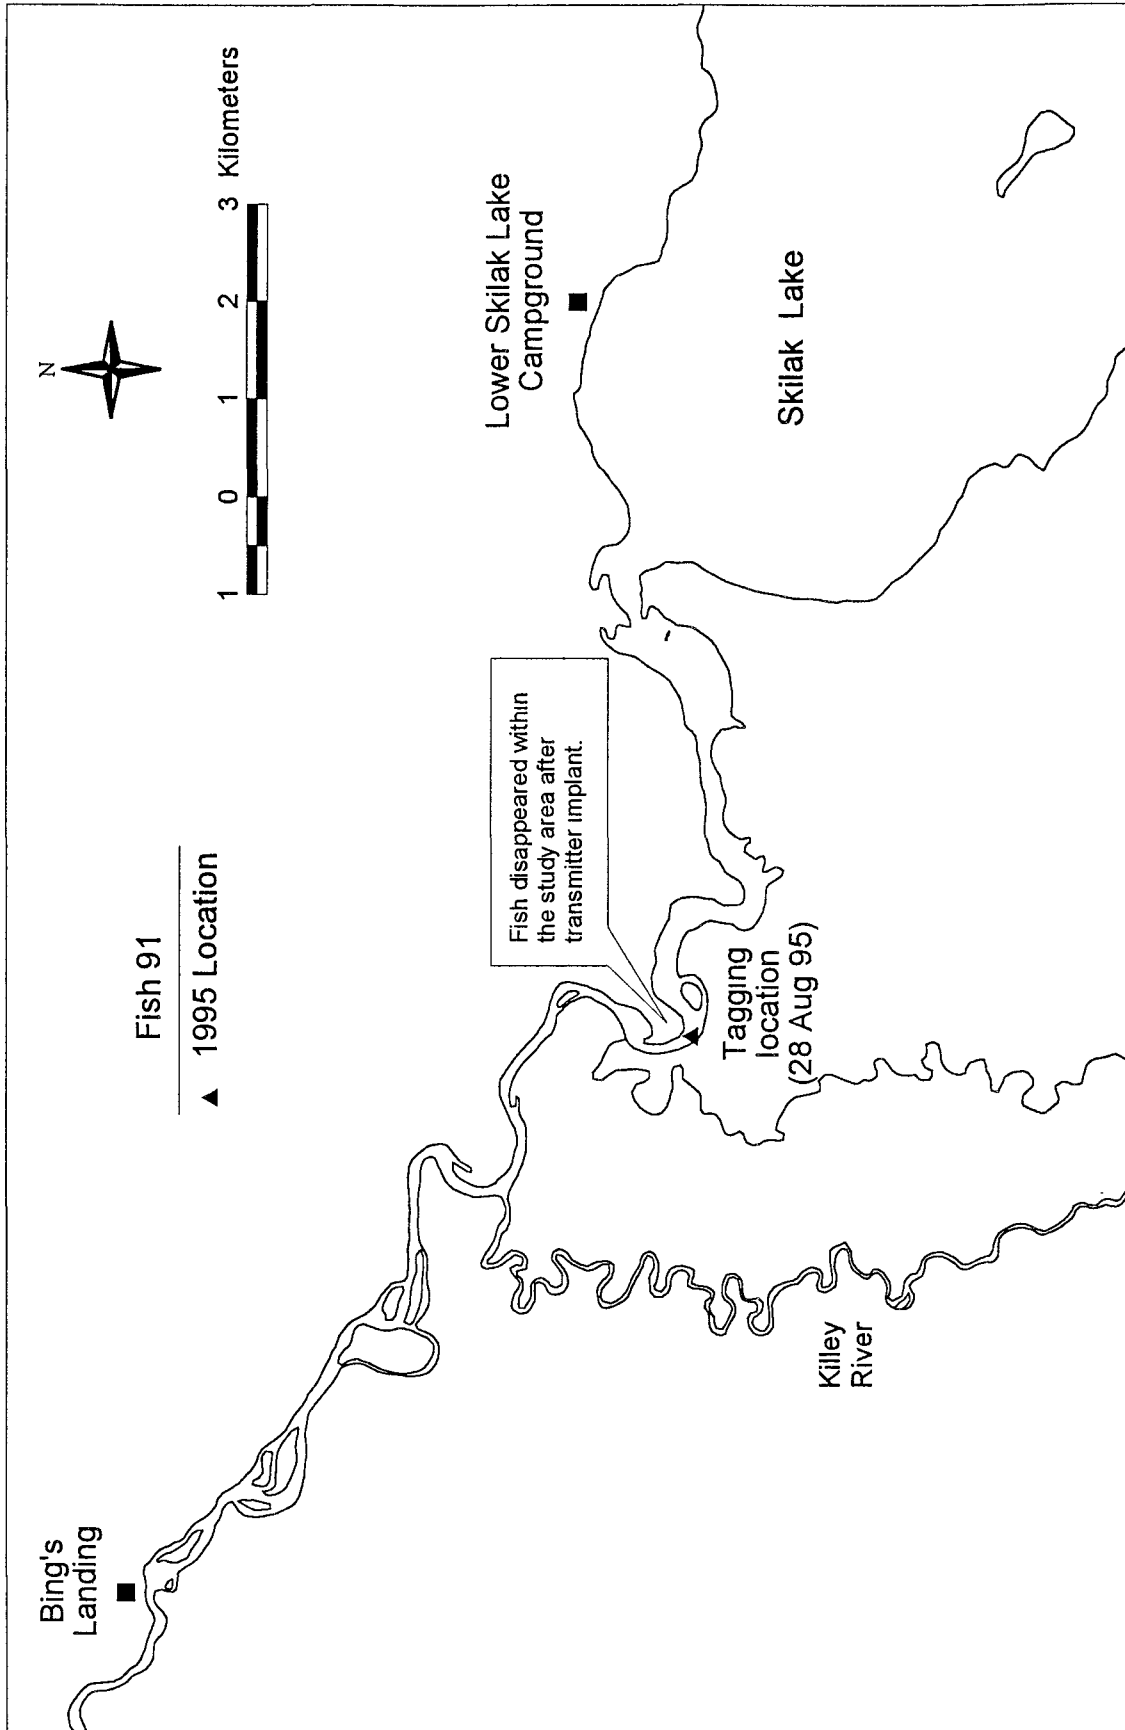 Bing's
Landing
Fish 91
1995 Location
N
1 0 1 2 3 Kilometers
Fish disappeared within
the study area after
transmitter implant.
Lower Skilak Lake
Campground
Tagging
location
(28 Aug 95)
Skilak Lake
Killey
River